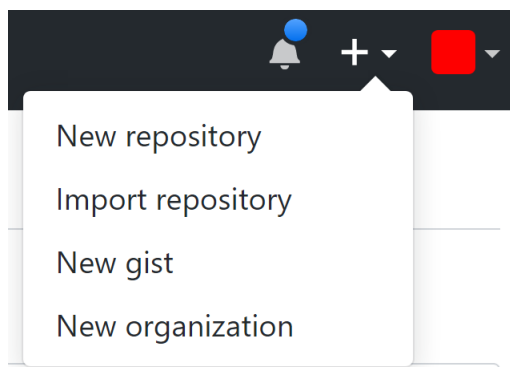 New repository
Import repository
New gist
New organization